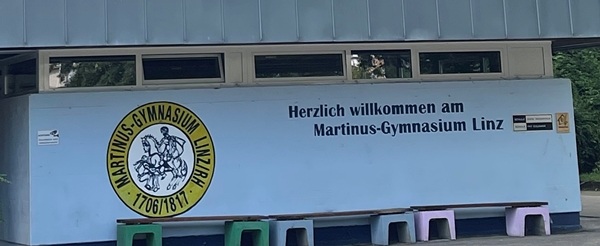 MARTINUS-GYMNASIUM LINZ/RH
· 1706/1817 ·
Herzlich willkommen am
Martinus-Gymnasium Linz